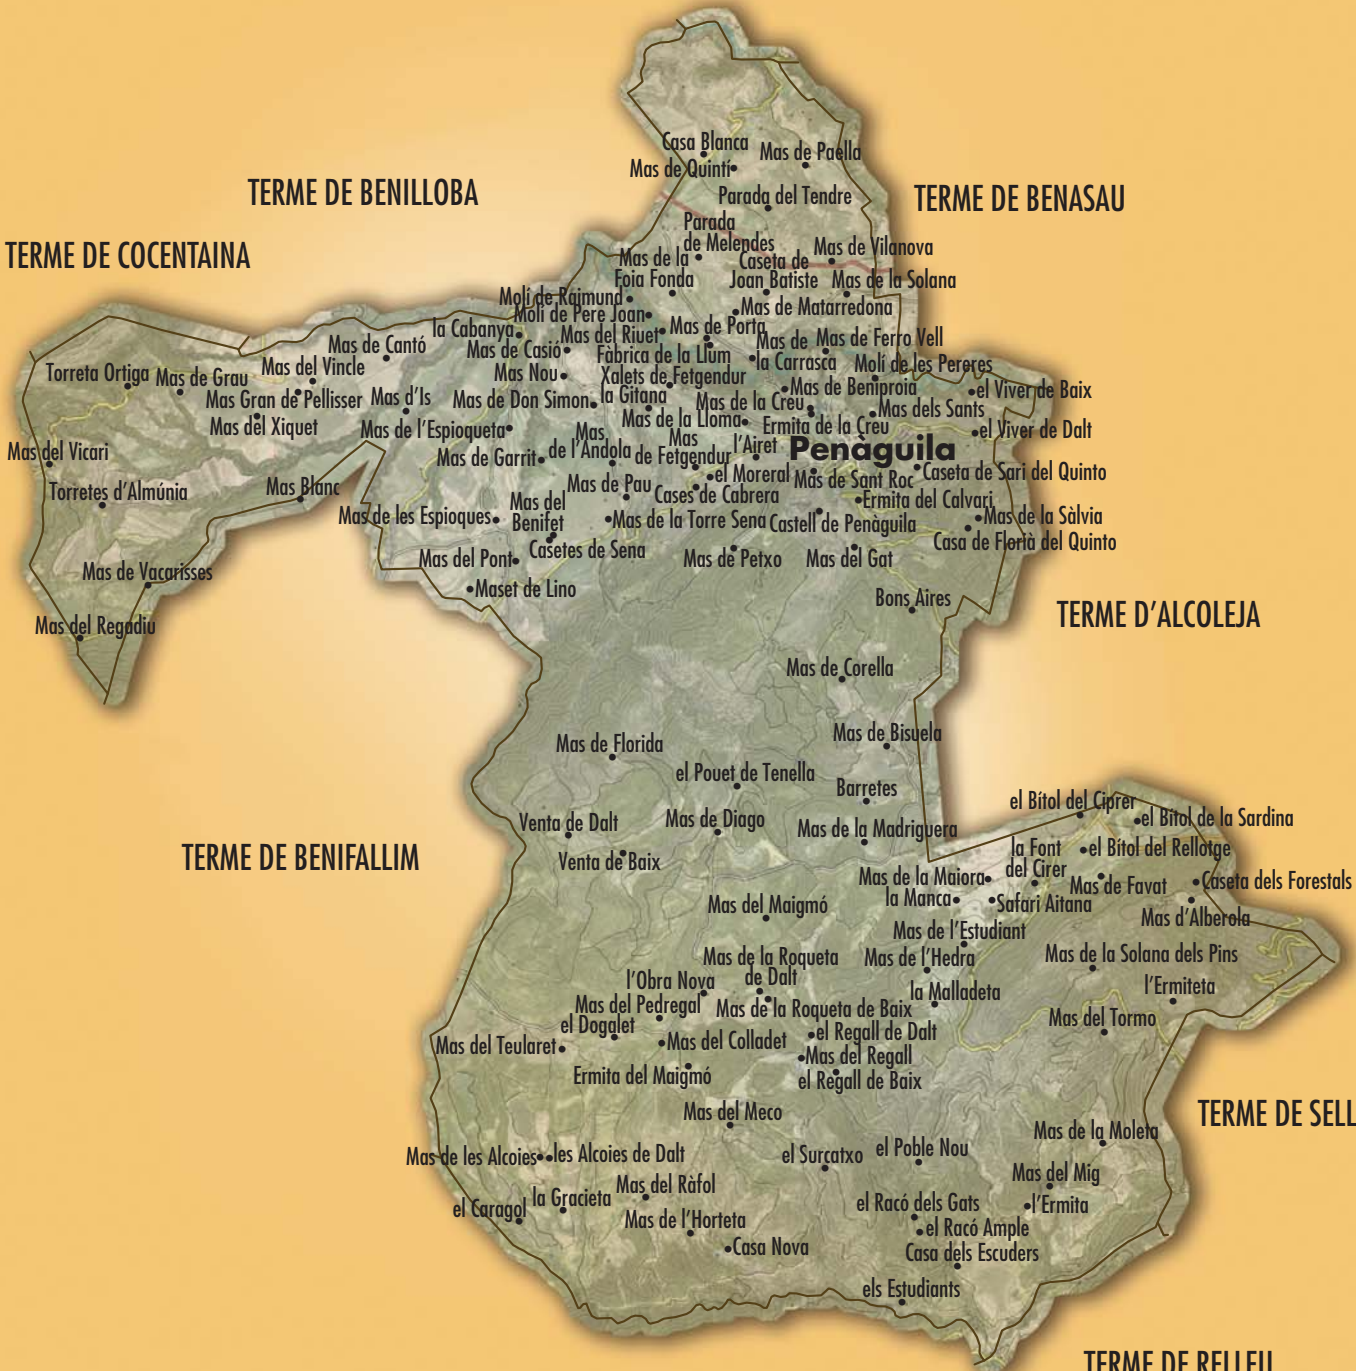 Casa Blanca
Mas de Quintí
Mas de Paella
TERME DE BENILLOBA
Parada del Tendre
TERME DE BENASAU
TERME DE COCENTAINA
Parada
de Melendes
Mas de Vilanova
Mas de la
Foia Fonda
Caseta de
Joan Batiste
Mas de la Solana
Molí de Raimund
Molí de Pere Joan
Mas de Matarredona
la Cabanya
Mas del Riuet
Mas de Porta
Mas de
la Carrasca
Mas de Ferro Vell
Mas de Cantó
Mas de Casió
Fàbrica de la Llum
Molí de les Pereres
Torreta Ortiga
Mas de Grau
Mas del Vincle
Mas Nou
Xalets de Fetgendur
Mas de Beniproia
el Viver de Baix
Mas Gran de Pellisser
Mas d'Is
Mas de Don Simon
la Gitana
Mas de la Creu
Mas dels Sants
Mas del Xiquet
Mas de l'Espioqueta
Mas de la Lloma
Ermita de la Creu
el Viver de Dalt
Mas del Vicari
Mas de Garrit
Mas
de l'Andola
Mas
de Fetgendur
l'Airet
Penàguila
el Moreral
Mas de Sant Roc
Caseta de Sari del Quinto
Torretes d'Almúnia
Mas Blanc
Mas de Pau
Cases de Cabrera
Ermita del Calvari
Mas de les Espioques
Mas del
Benifet
Mas de la Torre Sena
Castell de Penàguila
Mas de la Sàlvia
Casa de Florià del Quinto
Mas del Pont
Casetes de Sena
Mas de Petxo
Mas del Gat
Mas de Vacarisses
Maset de Lino
Bons Aires
Mas del Regadiu
TERME D'ALCOLEJA
Mas de Corella
Mas de Bisuela
Mas de Florida
el Pouet de Tenella
Barretes
el Bítol del Ciprer
el Bítol de la Sardina
Venta de Dalt
Mas de Diago
Mas de la Madriguera
TERME DE BENIFALLIM
Venta de Baix
la Font
del Cirer
el Bítol del Rellotge
Mas de la Maiora
Mas de Favat
Caseta dels Forestals
la Manca
Safari Aitana
Mas d'Alberola
Mas del Maigmó
Mas de l'Estudiant
Mas de la Roqueta
de Dalt
Mas de l'Hedra
Mas de la Solana dels Pins
l'Obra Nova
la Malladeta
l'Ermiteta
Mas del Pedregal
Mas de la Roqueta de Baix
el Dogalet
el Regall de Dalt
Mas del Tormo
Mas del Teularet
Mas del Colladet
Mas del Regall
Ermita del Maigmó
el Regall de Baix
Mas del Meco
TERME DE SELL
Mas de la Moleta
Mas de les Alcoies
les Alcoies de Dalt
el Surcatxo
el Poble Nou
Mas del Mig
el Caragol
la Gracieta
Mas del Ràfol
el Racó dels Gats
l'Ermita
Mas de l'Horteta
el Racó Ample
Casa Nova
Casa dels Escuders
els Estudiants
TERME DE RELLEU